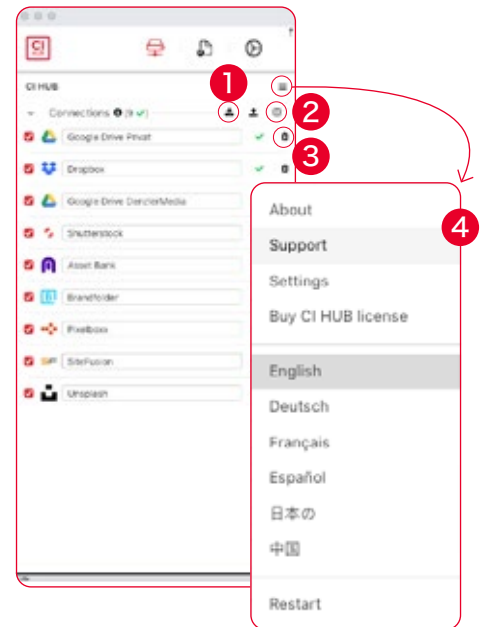 CI
HUB
CI HUB
Connections (9 ✓)
Google Drive Privat
Dropbox
Google Drive DenzlerMedia
Shutterstock
Asset Bank
Brandfolder
Pixelboxx
SiteFusion
Unsplash
1
2
3
4
About
Support
Settings
Buy CI HUB license
English
Deutsch
Français
Español
日本の
中国
Restart